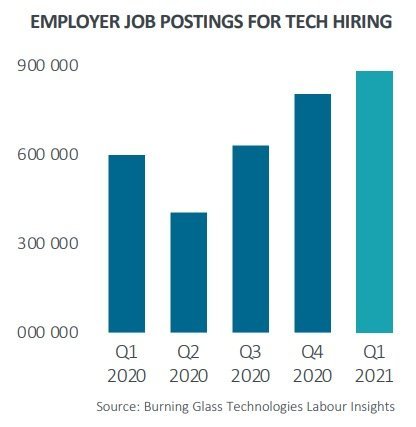 EMPLOYER JOB POSTINGS FOR TECH HIRING
900 000
600 000
300 000
000 000
Q1 Q2 Q3 Q4 Q1
2020 2020 2020 2020 2021
Source: Burning Glass Technologies Labour Insights